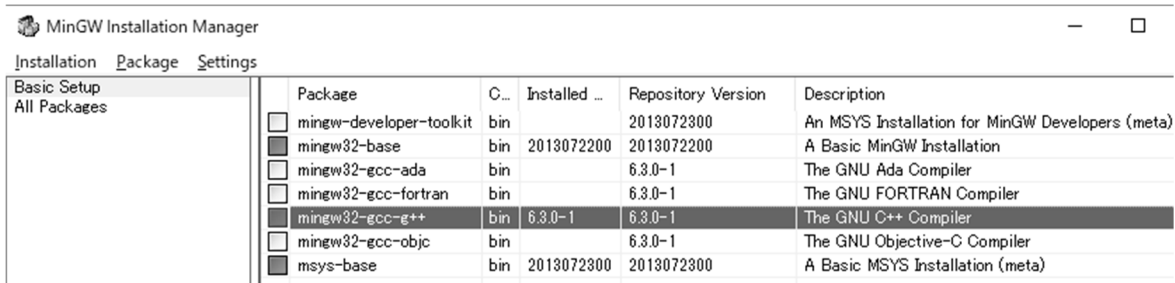 MinGW Installation Manager
Installation Package Settings
Basic Setup
All Packages
Package C... Installed ... Repository Version Description
mingw-developer-toolkit bin 2013072300 An MSYS Installation for MinGW Developers (meta)
mingw32-base bin 2013072200 2013072200 A Basic MinGW Installation
mingw32-gcc-ada bin 6.3.0-1 The GNU Ada Compiler
mingw32-gcc-fortran bin 6.3.0-1 The GNU FORTRAN Compiler
mingw32-gcc-g++ bin 6.3.0-1 6.3.0-1 The GNU C++ Compiler
mingw32-gcc-objc bin 6.3.0-1 The GNU Objective-C Compiler
msys-base bin 2013072300 2013072300 A Basic MSYS Installation (meta)